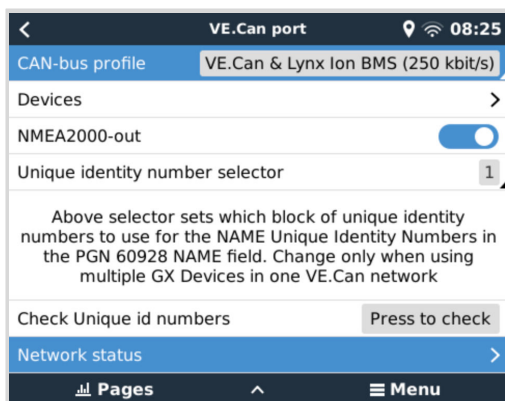 VE.Can port 08:25
CAN-bus profile VE.Can & Lynx Ion BMS (250 kbit/s)
Devices
NMEA2000-out
Unique identity number selector 1
Above selector sets which block of unique identity
numbers to use for the NAME Unique Identity Numbers in
the PGN 60928 NAME field. Change only when using
multiple GX Devices in one VE.Can network
Check Unique id numbers Press to check
Network status
Pages Menu